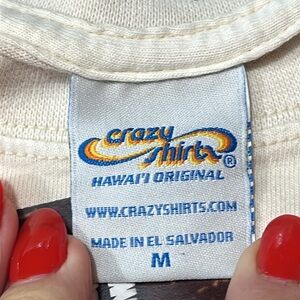 crazy
shirts®
HAWAI'I ORIGINAL
WWW.CRAZYSHIRTS.COM
MADE IN EL SALVADOR
M